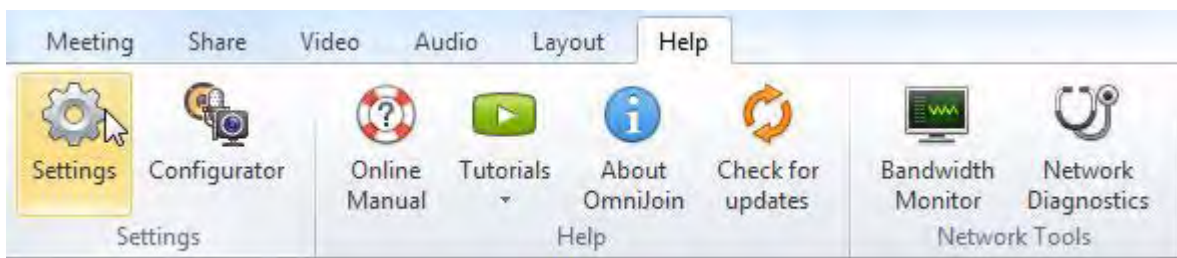 Meeting Share Video Audio Layout Help
Settings Configurator Online Tutorials About Check for Bandwidth Network
Manual OmniJoin updates Monitor Diagnostics
Settings Help Network Tools